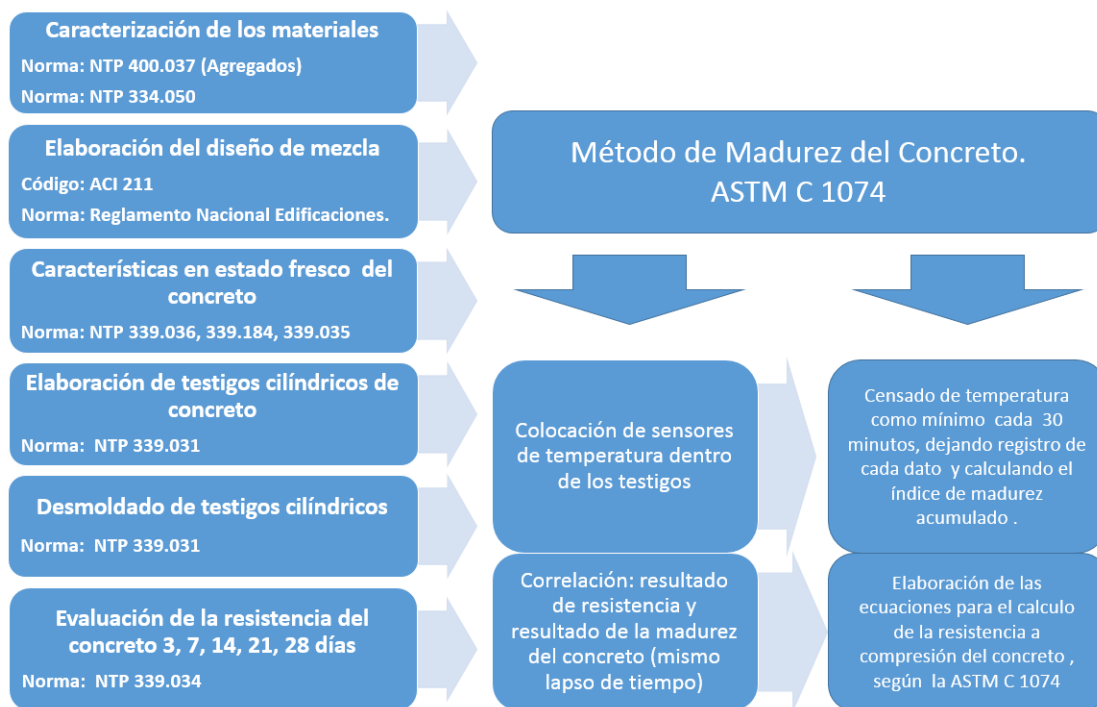 Caracterización de los materiales
Norma: NTP 400.037 (Agregados)
Norma: NTP 334.050
Elaboración del diseño de mezcla
Código: ACI 211
Norma: Reglamento Nacional Edificaciones.
Características en estado fresco del
concreto
Norma: NTP 339.036, 339.184, 339.035
Elaboración de testigos cilíndricos de
concreto
Norma: NTP 339.031
Desmoldado de testigos cilíndricos
Norma: NTP 339.031
Evaluación de la resistencia del
concreto 3, 7, 14, 21, 28 días
Norma: NTP 339.034
Método de Madurez del Concreto.
ASTM C 1074
Colocación de sensores
de temperatura dentro
de los testigos
Censado de temperatura
como mínimo cada 30
minutos, dejando registro de
cada dato y calculando el
índice de madurez
acumulado .
Correlación: resultado
de resistencia y
resultado de la madurez
del concreto (mismo
lapso de tiempo)
Elaboración de las
ecuaciones para el calculo
de la resistencia a
compresión del concreto ,
según la ASTM C 1074